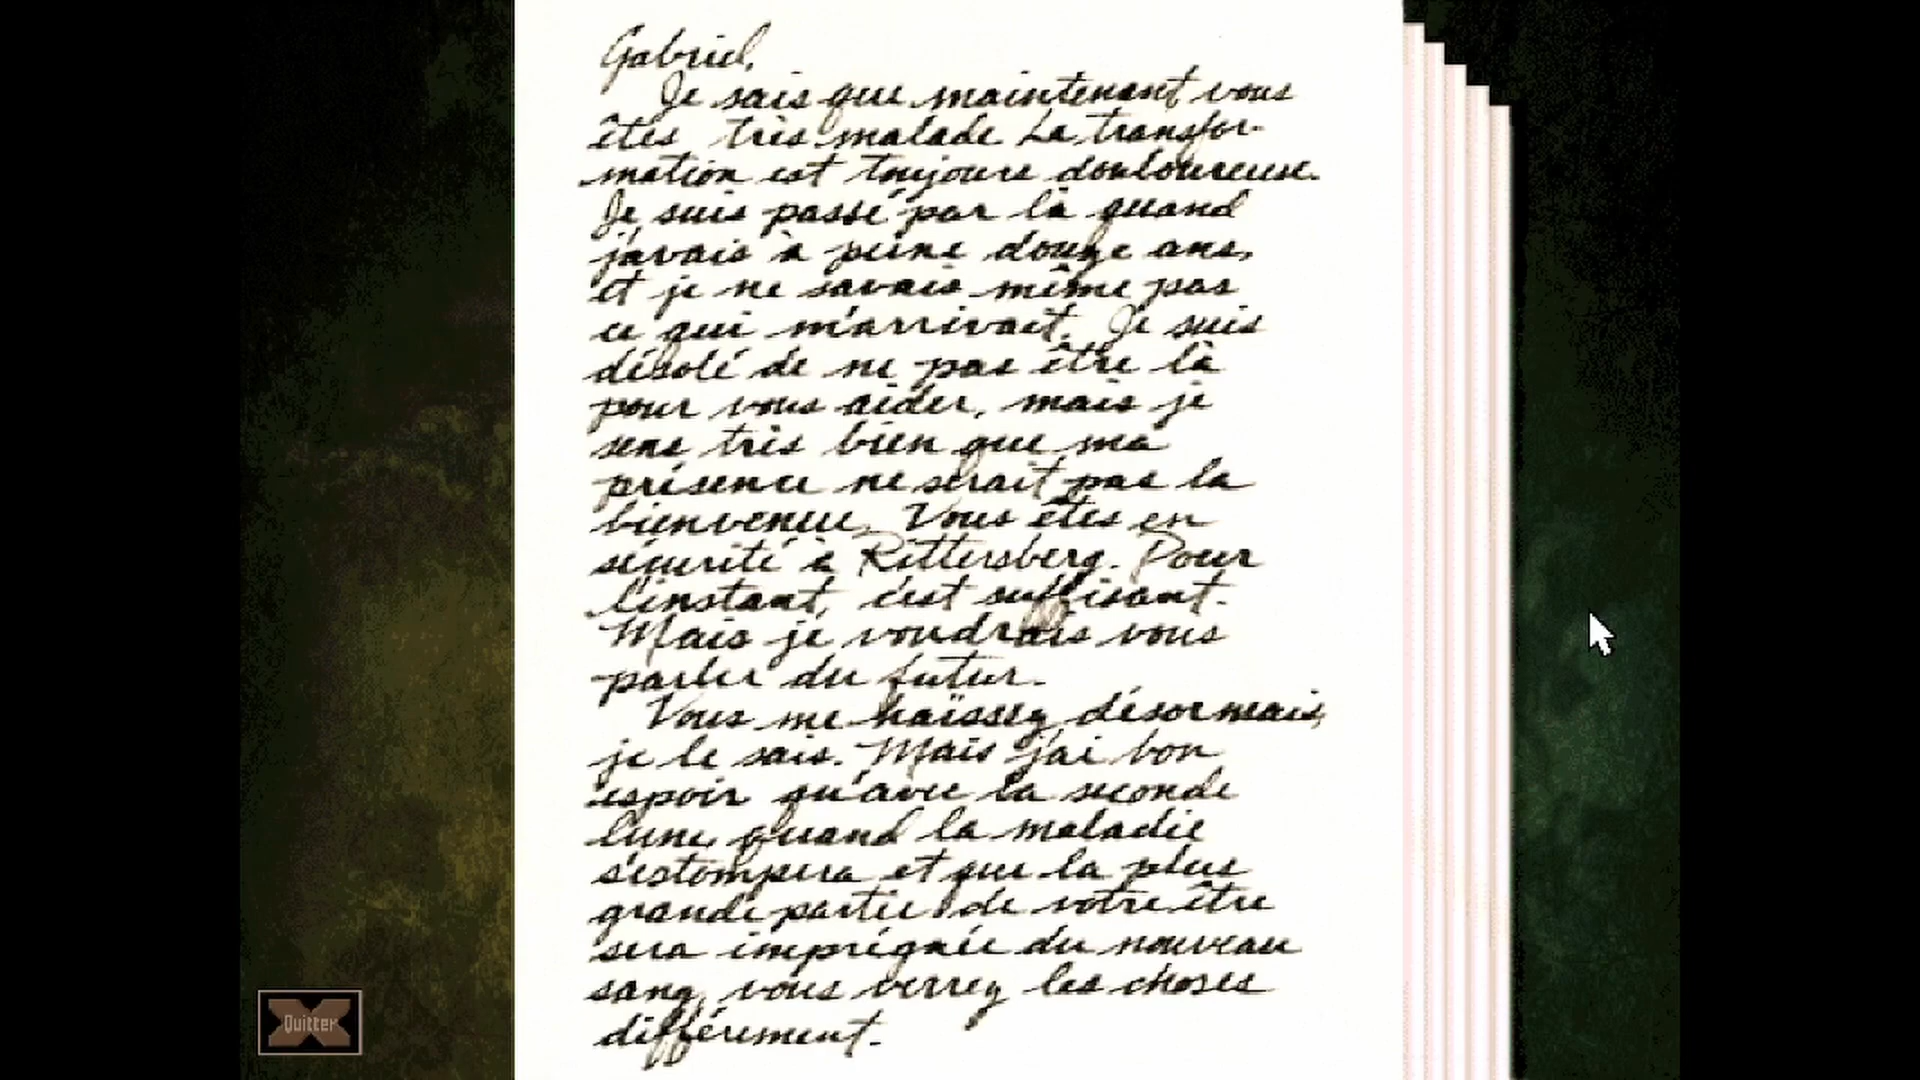 Gabriel,
Je sais que maintenant vous
êtes très malade La transfor-
mation est toujours douloureuse.
Je suis passé par là quand
j'avais à peine douze ans,
et je ne savais même pas
ce qui m'arrivait. Je suis
désolé de ne pas être là
pour vous aider, mais je
sens très bien que ma
présence ne serait pas la
bienvenue. Vous êtes en
sécurité à Rittersberg. Pour
l'instant, c'est suffisant.
Mais je voudrais vous
parler du futur.
Vous me haïssez désormais,
je le sais. Mais j'ai bon
espoir qu'avec la seconde
lune, quand la maladie
s'estompera et que la plus
grande partie de votre être
sera imprégnée du nouveau
sang, vous verrez les choses
différement.
Quitter